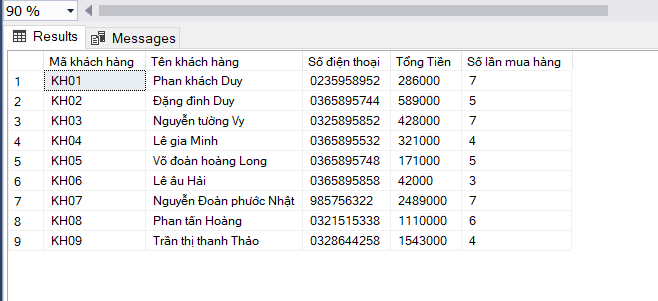 90 %
Results Messages
Mã khách hàng Tên khách hàng Số điện thoại Tổng Tiền Số lần mua hàng
1 KH01 Phan khách Duy 0235958952 286000 7
2 KH02 Đặng đình Duy 0365895744 589000 5
3 KH03 Nguyễn tường Vy 0325895852 428000 7
4 KH04 Lê gia Minh 0365895532 321000 4
5 KH05 Võ đoàn hoàng Long 0365895748 171000 5
6 KH06 Lê âu Hải 0365895858 42000 3
7 KH07 Nguyễn Đoàn phước Nhật 985756322 2489000 7
8 KH08 Phan tấn Hoàng 0321515338 1110000 6
9 KH09 Trần thị thanh Thảo 0328644258 1543000 4